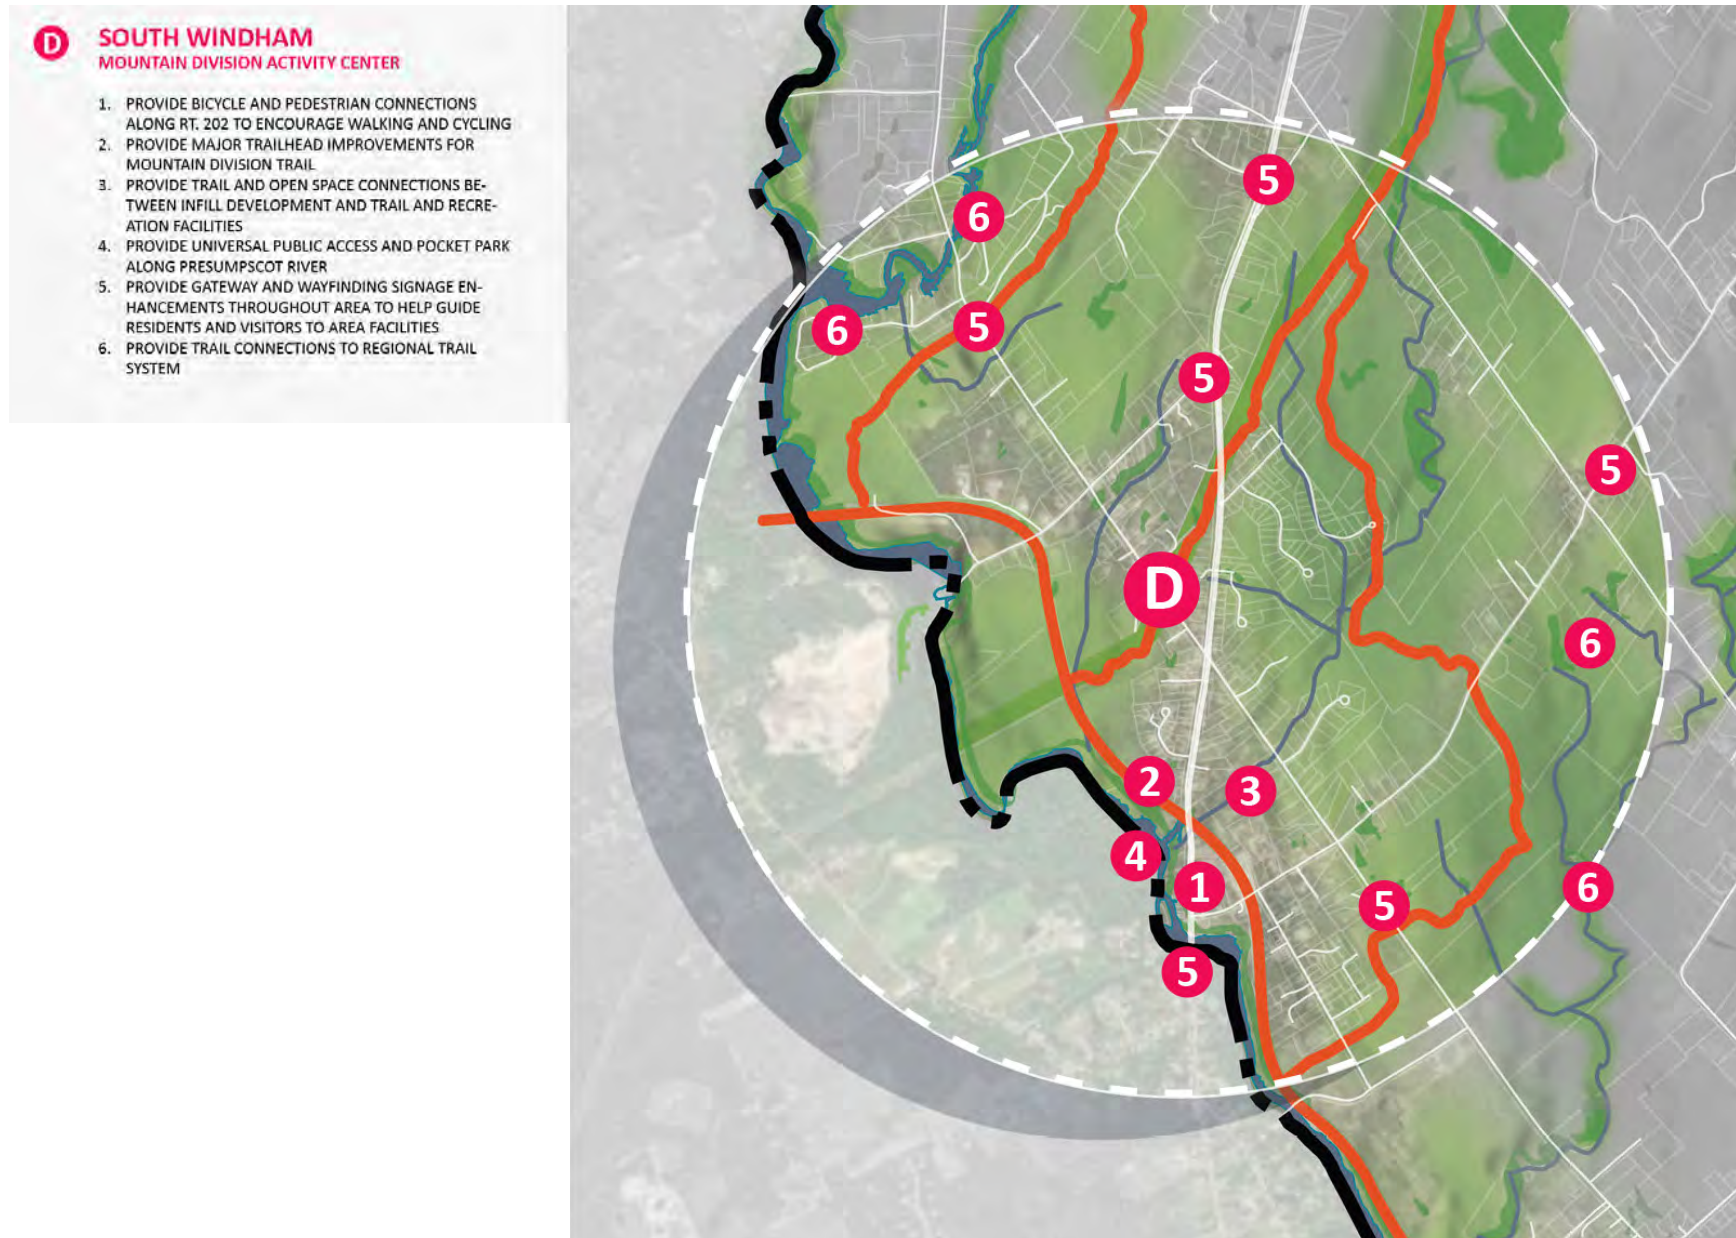 D SOUTH WINDHAM
MOUNTAIN DIVISION ACTIVITY CENTER
1. PROVIDE BICYCLE AND PEDESTRIAN CONNECTIONS
ALONG RT. 202 TO ENCOURAGE WALKING AND CYCLING
2. PROVIDE MAJOR TRAILHEAD IMPROVEMENTS FOR
MOUNTAIN DIVISION TRAIL
3. PROVIDE TRAIL AND OPEN SPACE CONNECTIONS BE-
TWEEN INFILL DEVELOPMENT AND TRAIL AND RECRE-
ATION FACILITIES
4. PROVIDE UNIVERSAL PUBLIC ACCESS AND POCKET PARK
ALONG PRESUMPSCOT RIVER
5. PROVIDE GATEWAY AND WAYFINDING SIGNAGE EN-
HANCEMENTS THROUGHOUT AREA TO HELP GUIDE
RESIDENTS AND VISITORS TO AREA FACILITIES
6. PROVIDE TRAIL CONNECTIONS TO REGIONAL TRAIL
SYSTEM
5
6
5
6
5
5
D
6
2
3
4
1
6
5
5